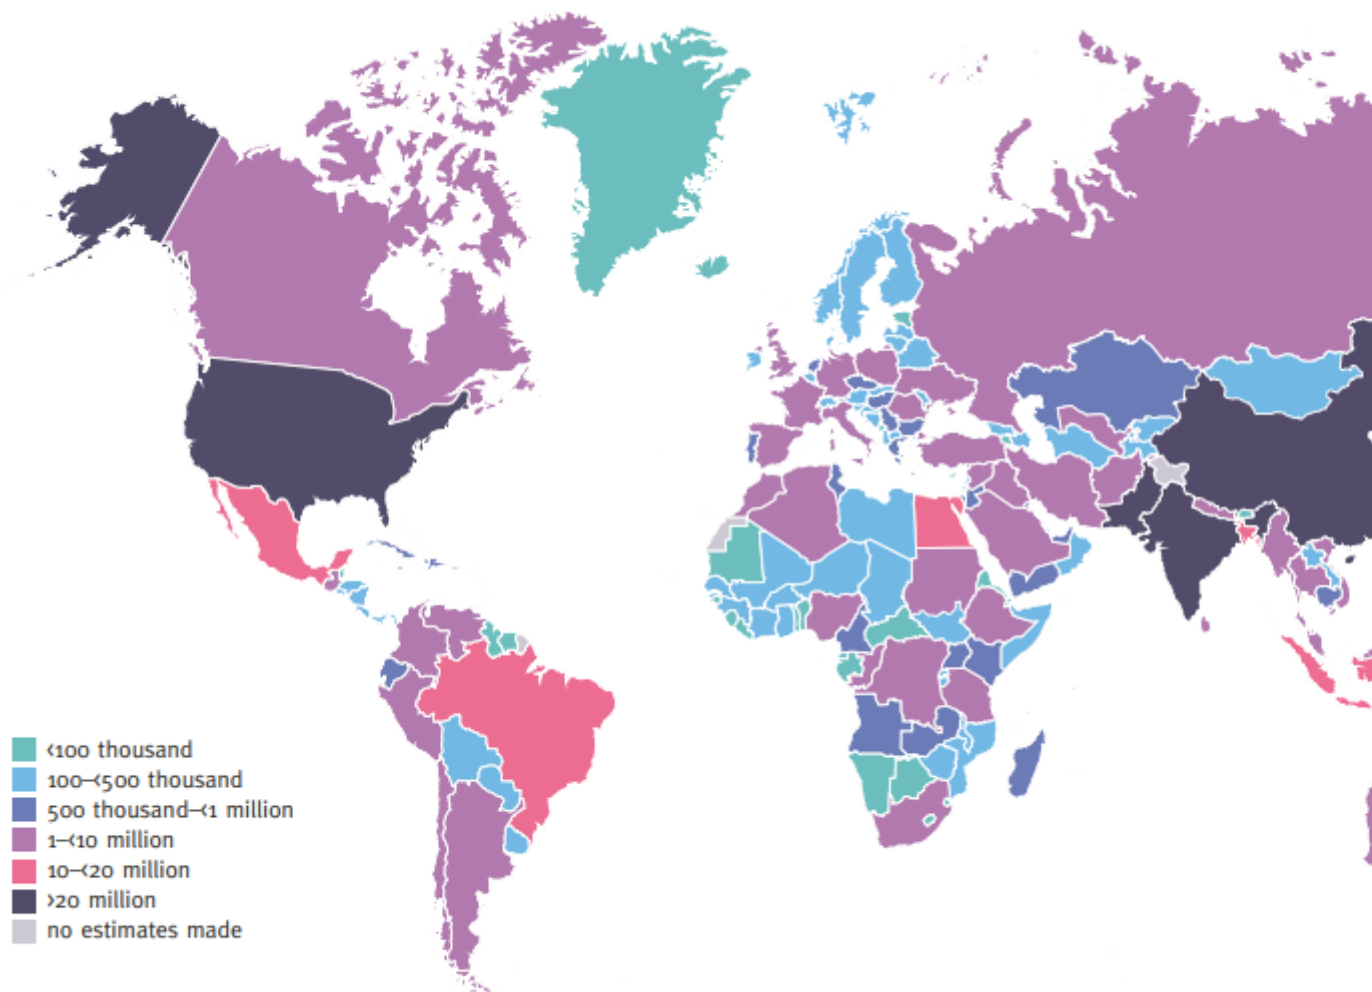 <100 thousand
100–<500 thousand
500 thousand–<1 million
1–<10 million
10–<20 million
>20 million
no estimates made